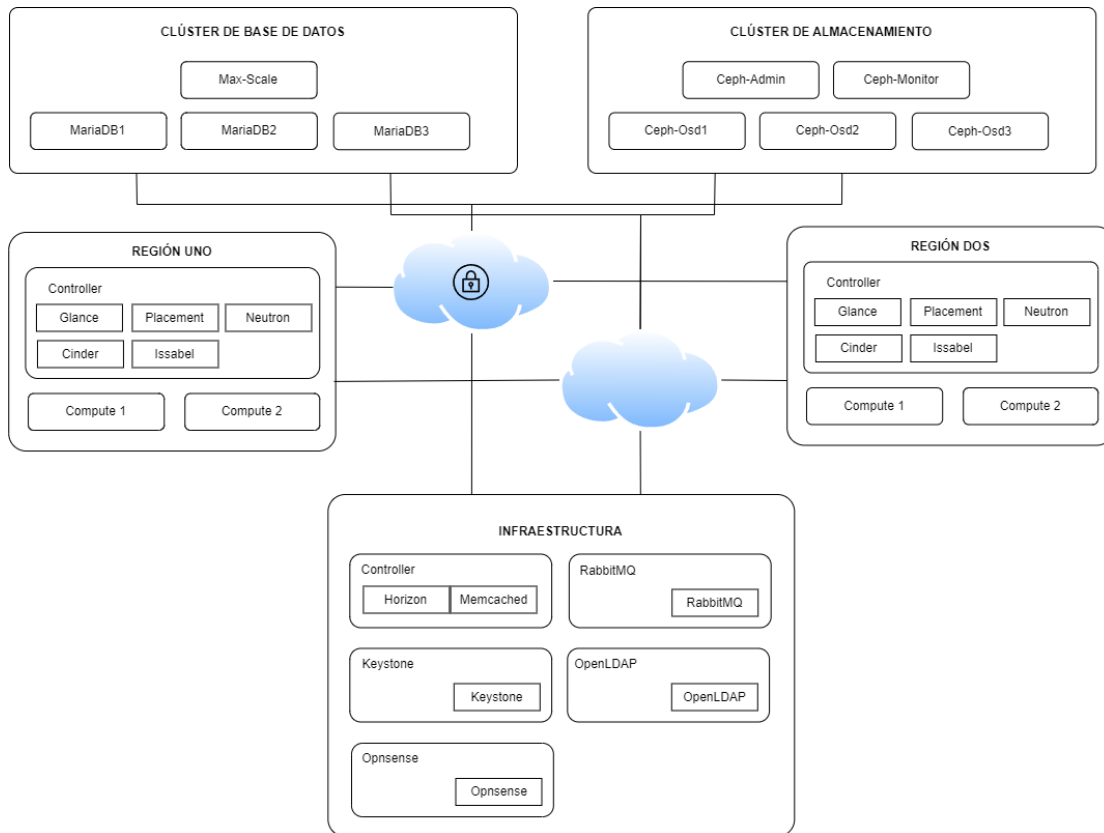 CLÚSTER DE BASE DE DATOS
Max-Scale
MariaDB1
MariaDB2
MariaDB3
CLÚSTER DE ALMACENAMIENTO
Ceph-Admin
Ceph-Monitor
Ceph-Osd1
Ceph-Osd2
Ceph-Osd3
REGIÓN UNO
Controller
Glance
Placement
Neutron
Cinder
Issabel
Compute 1
Compute 2
REGIÓN DOS
Controller
Glance
Placement
Neutron
Cinder
Issabel
Compute 1
Compute 2
INFRAESTRUCTURA
Controller
Horizon
Memcached
RabbitMQ
RabbitMQ
Keystone
Keystone
OpenLDAP
OpenLDAP
Opnsense
Opnsense